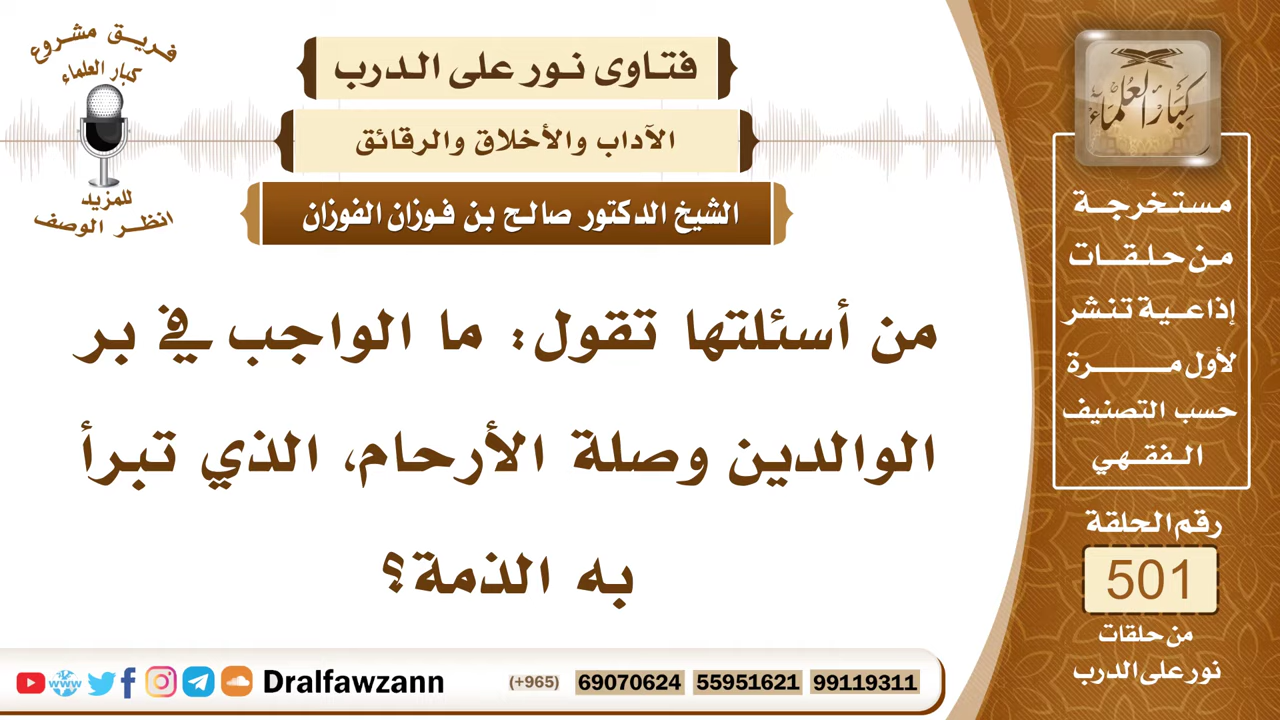 فريق مشروع
كبار العلماء
للمزيد
انظر الوصف
فتاوى نور على الدرب
الآداب والأخلاق والرقائق
الشيخ الدكتور صالح بن فوزان الفوزان
من أسئلتها تقول: ما الواجب في بر
الوالدين وصلة الأرحام، الذي تبرأ
به الذمة؟
كبار العلماء
مستخرجة
من حلقات
إذاعية تنشر
لأول مرة
حسب التصنيف
الفقهي
رقم الحلقة
501
من حلقات
نور على الدرب
www
Dralfawzann
(+965) 69070624 55951621 99119311